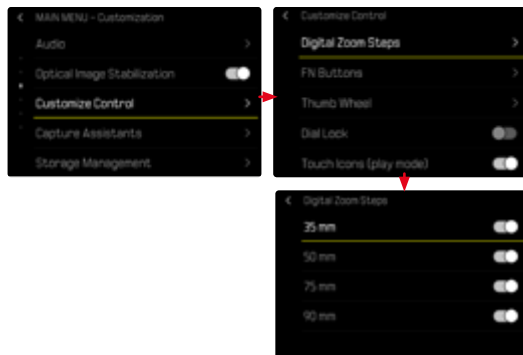 MAIN MENU - Customization
Audio
Optical Image Stabilization
Customize Control
Capture Assistants
Storage Management
Customize Control
Digital Zoom Steps
FN Buttons
Thumb Wheel
Dial Lock
Touch Icons (play mode)
Digital Zoom Steps
35 mm
50 mm
75 mm
90 mm